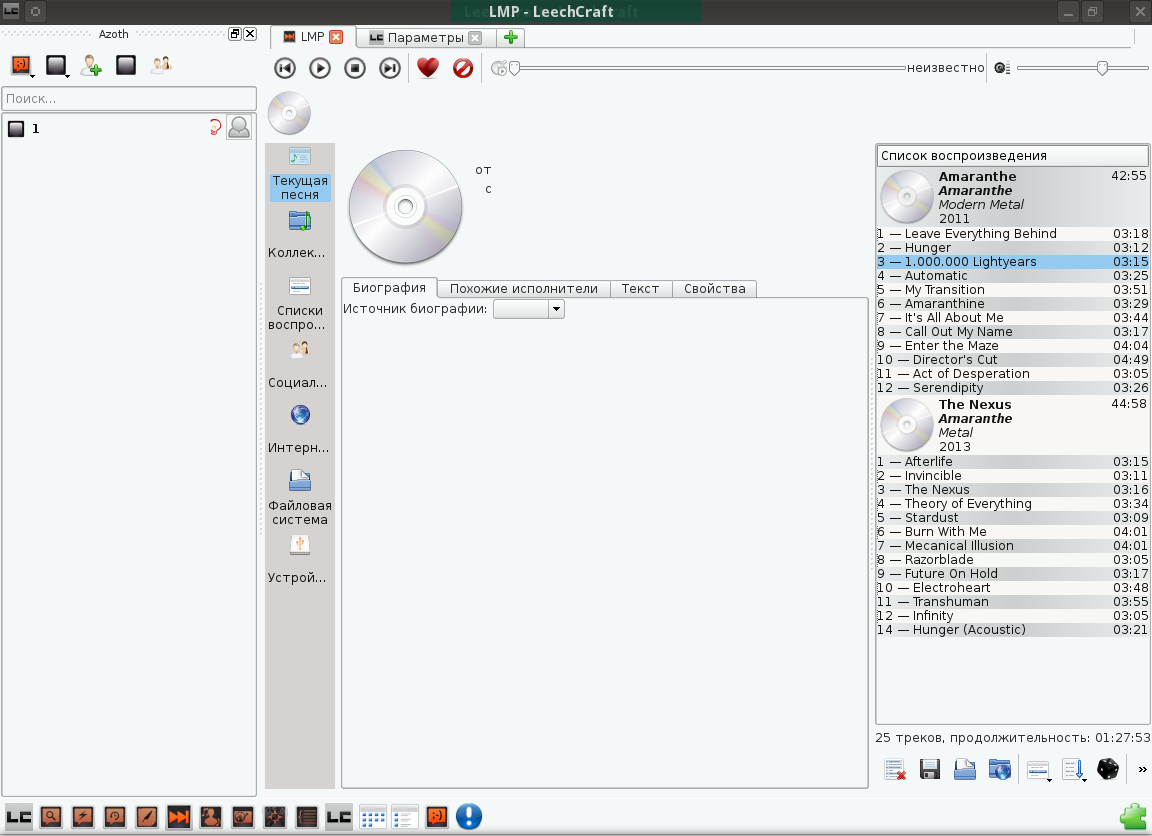 LMP - LeechCraft
Azoth
LMP
LC Параметры
неизвестно
Поиск...
1
Текущая
песня
Коллек...
Списки
воспро...
Социал...
Интерн...
Файловая
система
Устрой...
от
с
Биография
Похожие исполнители
Текст
Свойства
Источник биографии:
Список воспроизведения
Amaranthe 42:55
Amaranthe
Modern Metal
2011
1 — Leave Everything Behind 03:18
2 — Hunger 03:12
3 — 1.000.000 Lightyears 03:15
4 — Automatic 03:25
5 — My Transition 03:51
6 — Amaranthine 03:29
7 — It's All About Me 03:44
8 — Call Out My Name 03:17
9 — Enter the Maze 04:04
10 — Director's Cut 04:49
11 — Act of Desperation 03:05
12 — Serendipity 03:26
The Nexus 44:58
Amaranthe
Metal
2013
1 — Afterlife 03:15
2 — Invincible 03:11
3 — The Nexus 03:16
4 — Theory of Everything 03:34
5 — Stardust 03:09
6 — Burn With Me 04:01
7 — Mecanical Illusion 04:01
8 — Razorblade 03:05
9 — Future On Hold 03:17
10 — Electroheart 03:48
11 — Transhuman 03:55
12 — Infinity 03:05
14 — Hunger (Acoustic) 03:21
25 треков, продолжительность: 01:27:53
»
LC
LC